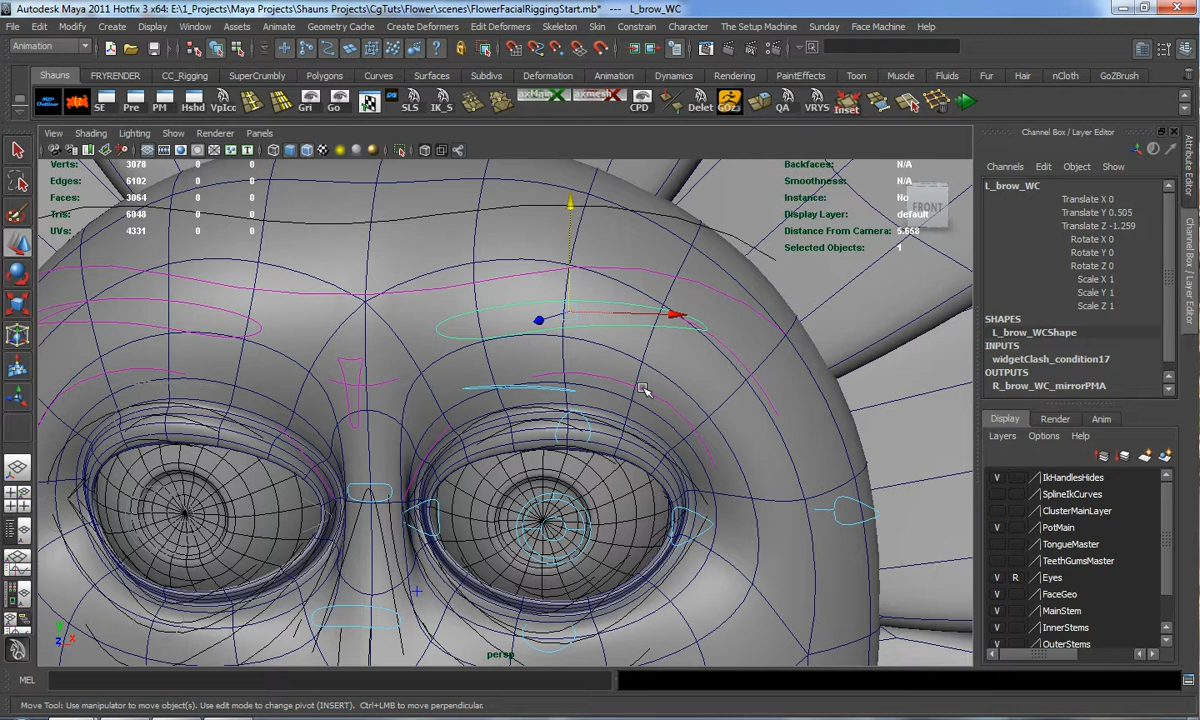 Autodesk Maya 2011 Hotfix 3 x64: E:\1_Projects\Maya Projects\Shauns Projects\CgTuts\Flower\scenes\FlowerFacialRiggingStart.mb* --- L_brow_WC
File Edit Modify Create Display Window Assets Animate Geometry Cache Create Deformers Edit Deformers Skeleton Skin Constrain Character The Setup Machine Sushi Face Machine Help
Animation
Shauns FRYRENDER CC_Rigging SuperCrumbly Polygons Curves Surfaces Subdivs Deformation Animation Dynamics Rendering PaintEffects Toon Muscle Fluids Fur Hair nCloth GoZBrush
SE Pre PM Hshd VpIcc Gri Go SLS IK_S axMain axmesh CPD Delet GOZs QA VRYS Inset
View Shading Lighting Show Renderer Panels
Verts: 3078 0 0
Edges: 6102 0 0
Faces: 3064 0 0
Tris: 6048 0 0
UVs: 4331 0 0
Backfaces: N/A
Smoothness: N/A
Instance: No
Display Layer: default
Distance From Camera: 5.658
Selected Objects: 1
FRONT
persp
Channel Box / Layer Editor
Channels Edit Object Show
L_brow_WC
Translate X 0
Translate Y 0.505
Translate Z -1.259
Rotate X 0
Rotate Y 0
Rotate Z 0
Scale X 1
Scale Y 1
Scale Z 1
SHAPES
L_brow_WCShape
INPUTS
widgetClash_condition17
OUTPUTS
R_brow_WC_mirrorPMA
Display Render Anim
Layers Options Help
V IkHandlesHides
SplineIkCurves
ClusterMainLayer
V PotMain
TongueMaster
TeethGumsMaster
V R Eyes
V FaceGeo
V MainStem
V InnerStems
V OuterStems
Attribute Editor
Channel Box / Layer Editor
MEL
Move Tool: Use manipulator to move object(s). Use edit mode to change pivot (INSERT). Ctrl+LMB to move perpendicular.